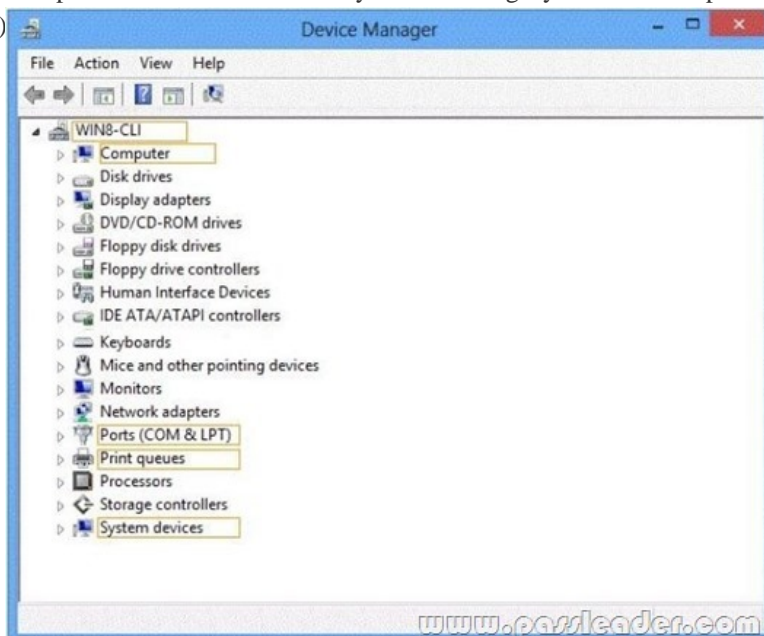 )
Device Manager
File Action View Help
WIN8-CLI
Computer
Disk drives
Display adapters
DVD/CD-ROM drives
Floppy disk drives
Floppy drive controllers
Human Interface Devices
IDE ATA/ATAPI controllers
Keyboards
Mice and other pointing devices
Monitors
Network adapters
Ports (COM & LPT)
Print queues
Processors
Storage controllers
System devices
www.passleader.com